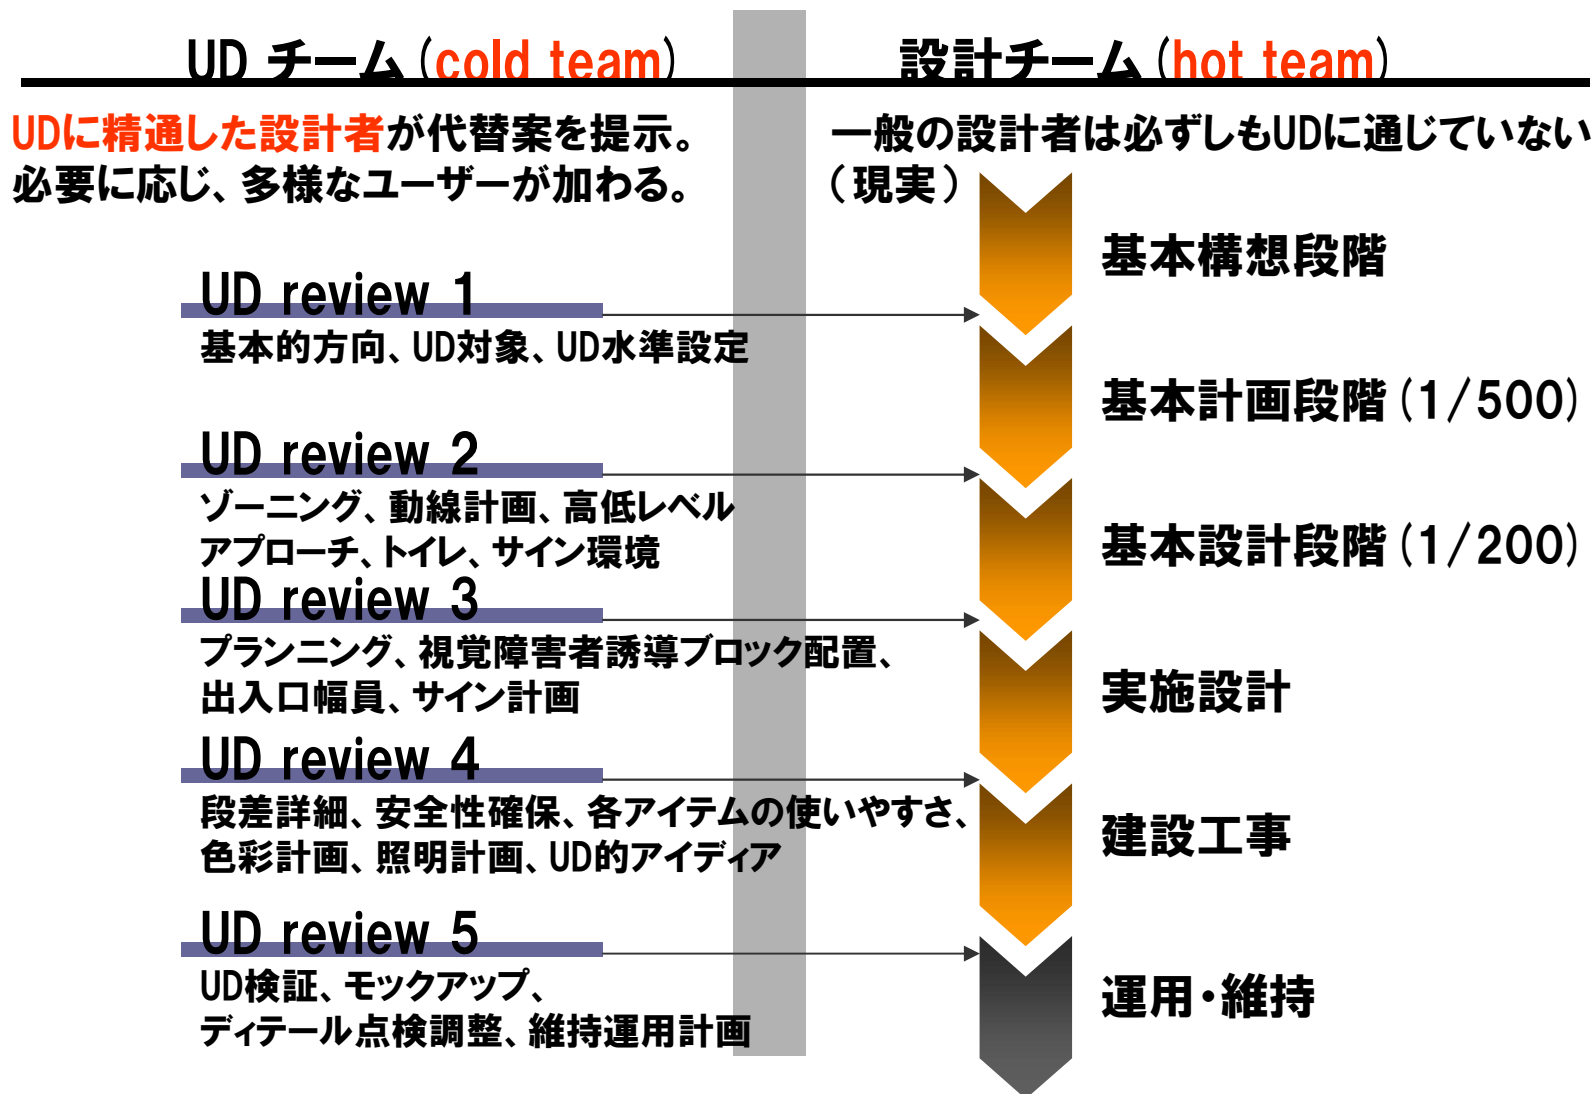 UD チーム(cold team)
設計チーム(hot team)
UDに精通した設計者が代替案を提示。
必要に応じ、多様なユーザーが加わる。
一般の設計者は必ずしもUDに通じていない
(現実)
基本構想段階
UD review 1
基本的方向、UD対象、UD水準設定
基本計画段階(1/500)
UD review 2
ゾーニング、動線計画、高低レベル
アプローチ、トイレ、サイン環境
基本設計段階(1/200)
UD review 3
プランニング、視覚障害者誘導ブロック配置、
出入口幅員、サイン計画
実施設計
UD review 4
段差詳細、安全性確保、各アイテムの使いやすさ、
色彩計画、照明計画、UD的アイディア
建設工事
UD review 5
UD検証、モックアップ、
ディテール点検調整、維持運用計画
運用・維持